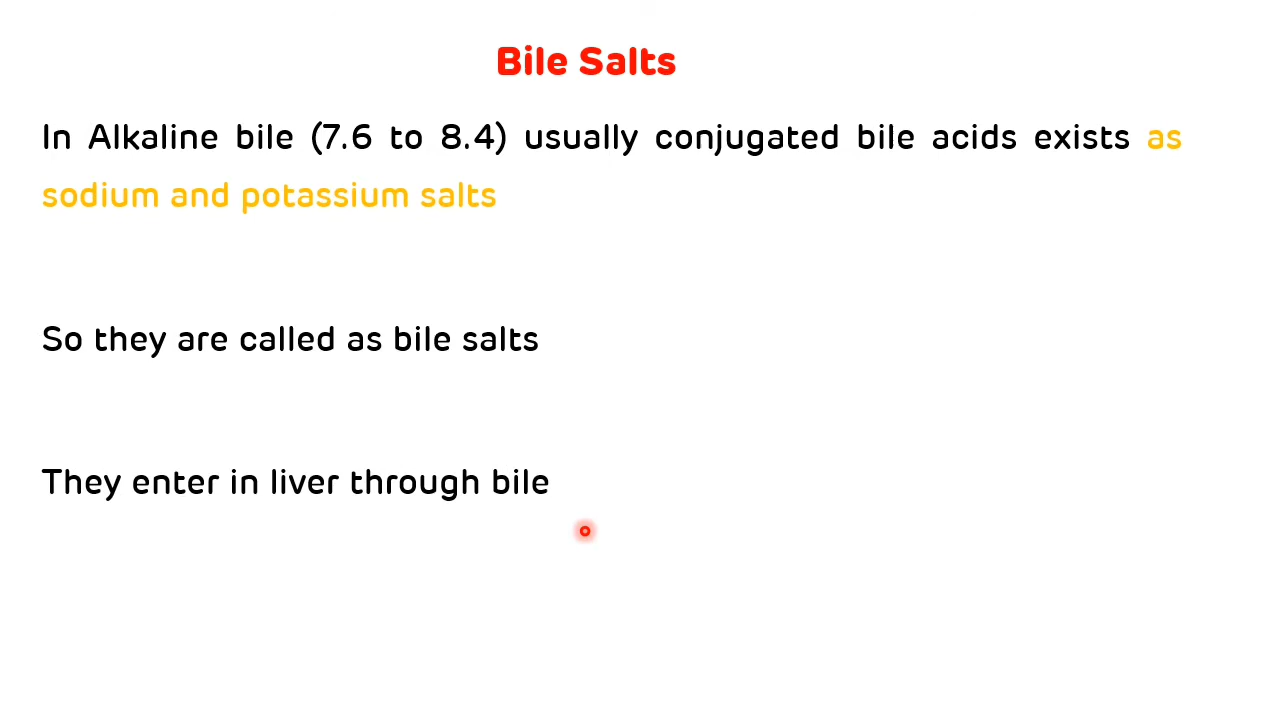 Bile Salts
In Alkaline bile (7.6 to 8.4) usually conjugated bile acids exists as
sodium and potassium salts
So they are called as bile salts
They enter in liver through bile